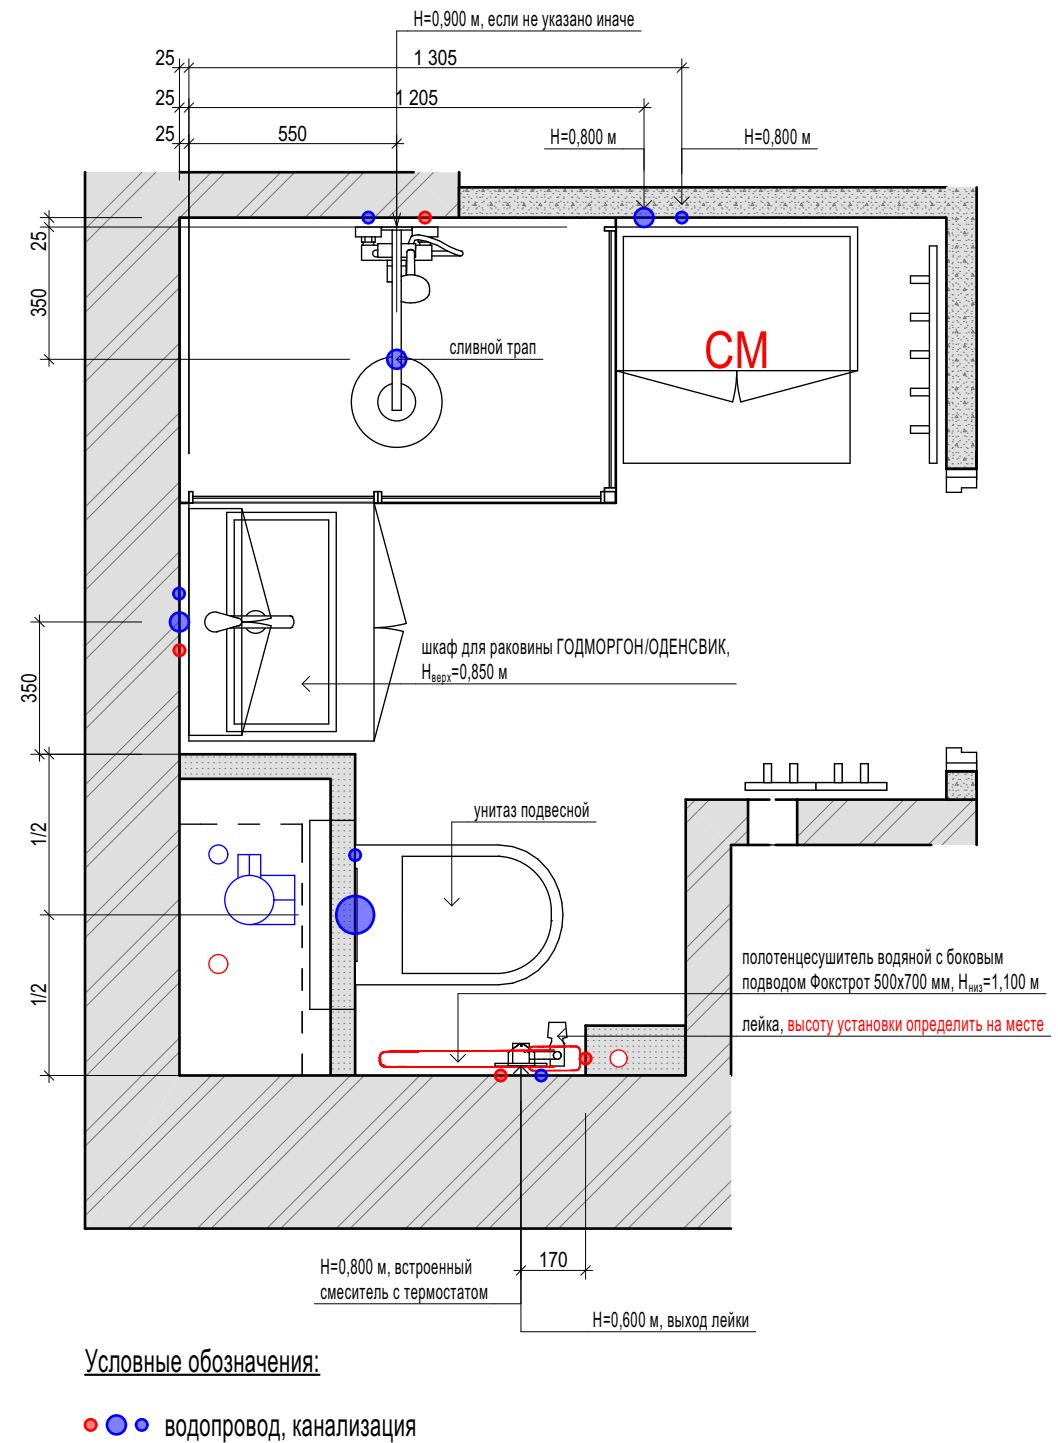 H=0,900 м, если не указано иначе
25
1 305
25
1 205
25
550
H=0,800 м
H=0,800 м
25
350
сливной трап
СМ
350
шкаф для раковины ГОДМОРГОН/ОДЕНСВИК,
Hверх=0,850 м
1/2
унитаз подвесной
1/2
полотенцесушитель водяной с боковым
подводом Фокстрот 500x700 мм, Hниз=1,100 м
лейка, высоту установки определить на месте
170
H=0,800 м, встроенный
смеситель с термостатом
H=0,600 м, выход лейки
Условные обозначения:
водопровод, канализация